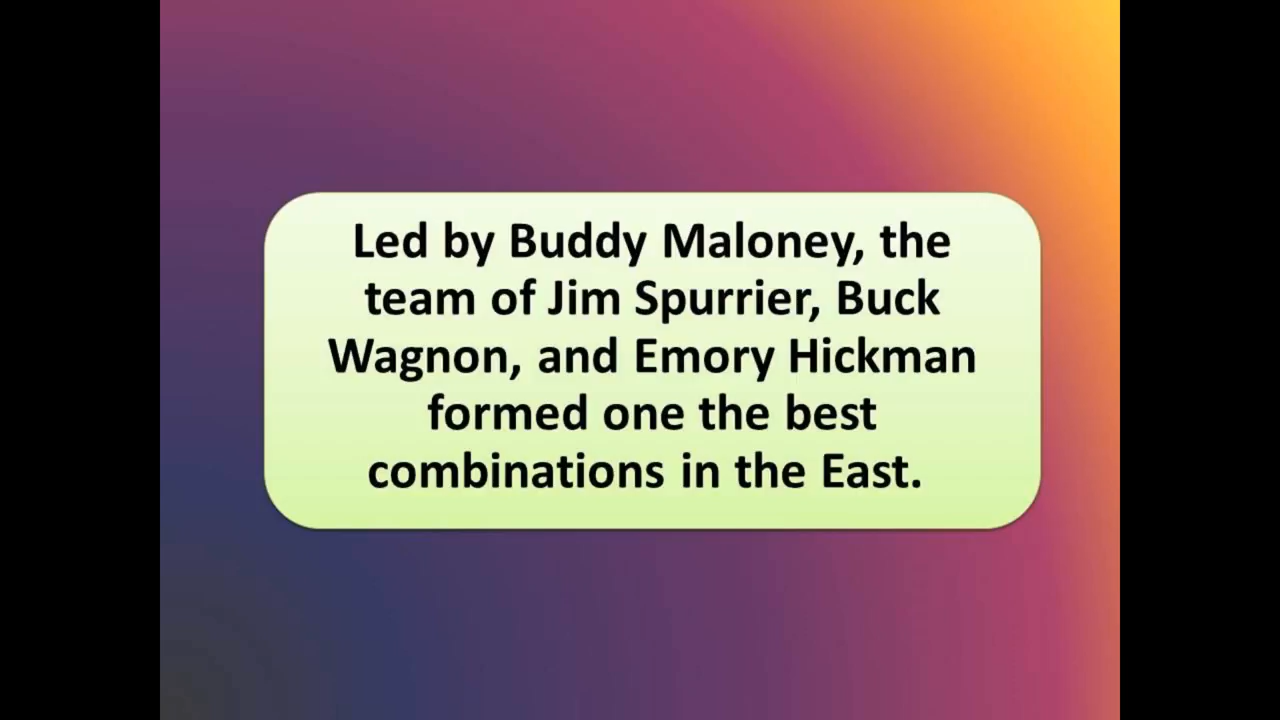 Led by Buddy Maloney, the
team of Jim Spurrier, Buck
Wagnon, and Emory Hickman
formed one the best
combinations in the East.